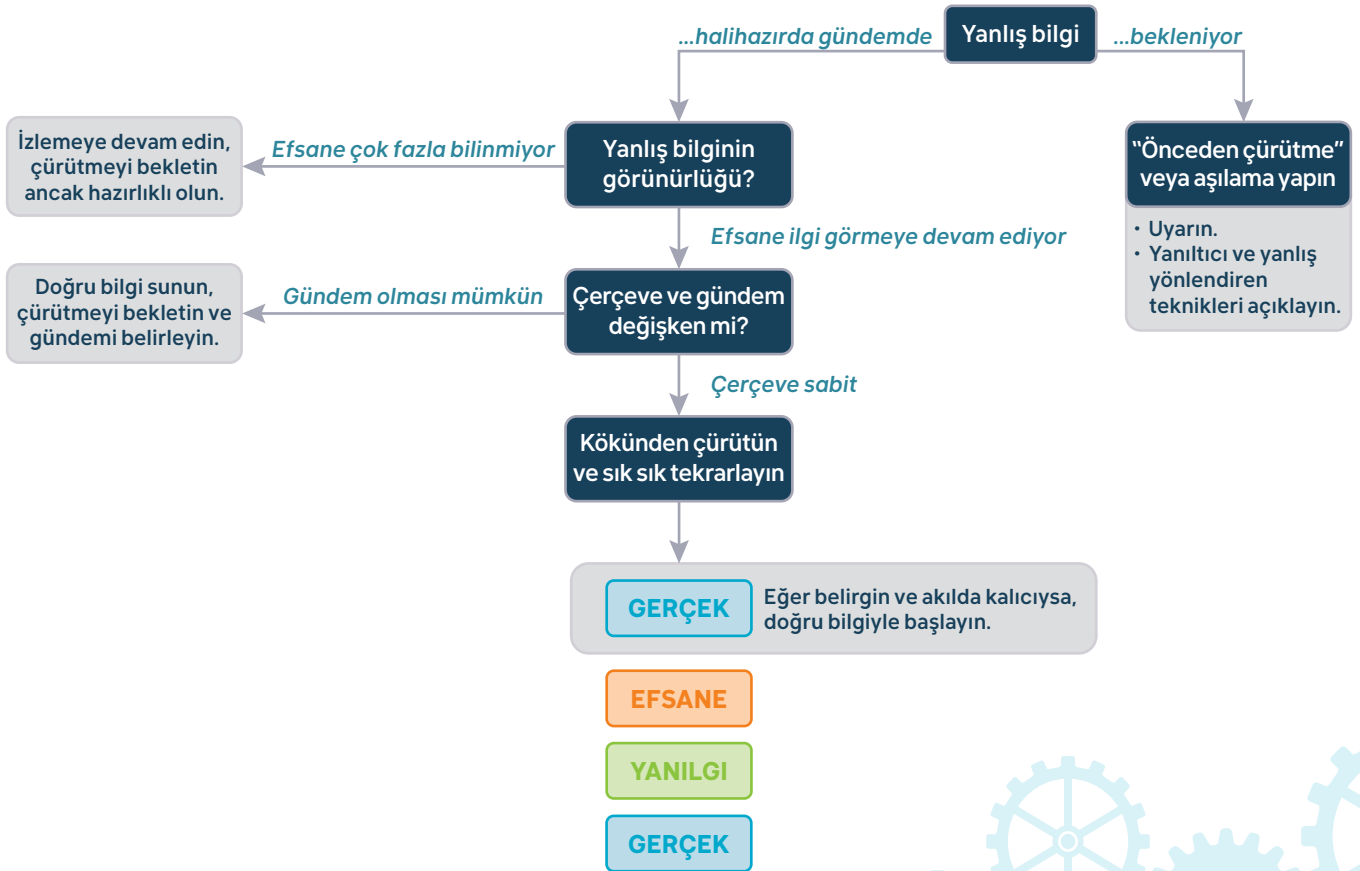 Yanlış bilgi
...halihazırda gündemde
...bekleniyor
Yanlış bilginin
görünürlüğü?
Efsane çok fazla bilinmiyor
İzlemeye devam edin,
çürütmeyi bekletin
ancak hazırlıklı olun.
"Önceden çürütme"
veya aşılama yapın
• Uyarın.
• Yanıltıcı ve yanlış
yönlendiren
teknikleri açıklayın.
Efsane ilgi görmeye devam ediyor
Çerçeve ve gündem
değişken mi?
Gündem olması mümkün
Doğru bilgi sunun,
çürütmeyi bekletin ve
gündemi belirleyin.
Çerçeve sabit
Kökünden çürütün
ve sık sık tekrarlayın
GERÇEK
Eğer belirgin ve akılda kalıcıysa,
doğru bilgiyle başlayın.
EFSANE
YANILGI
GERÇEK